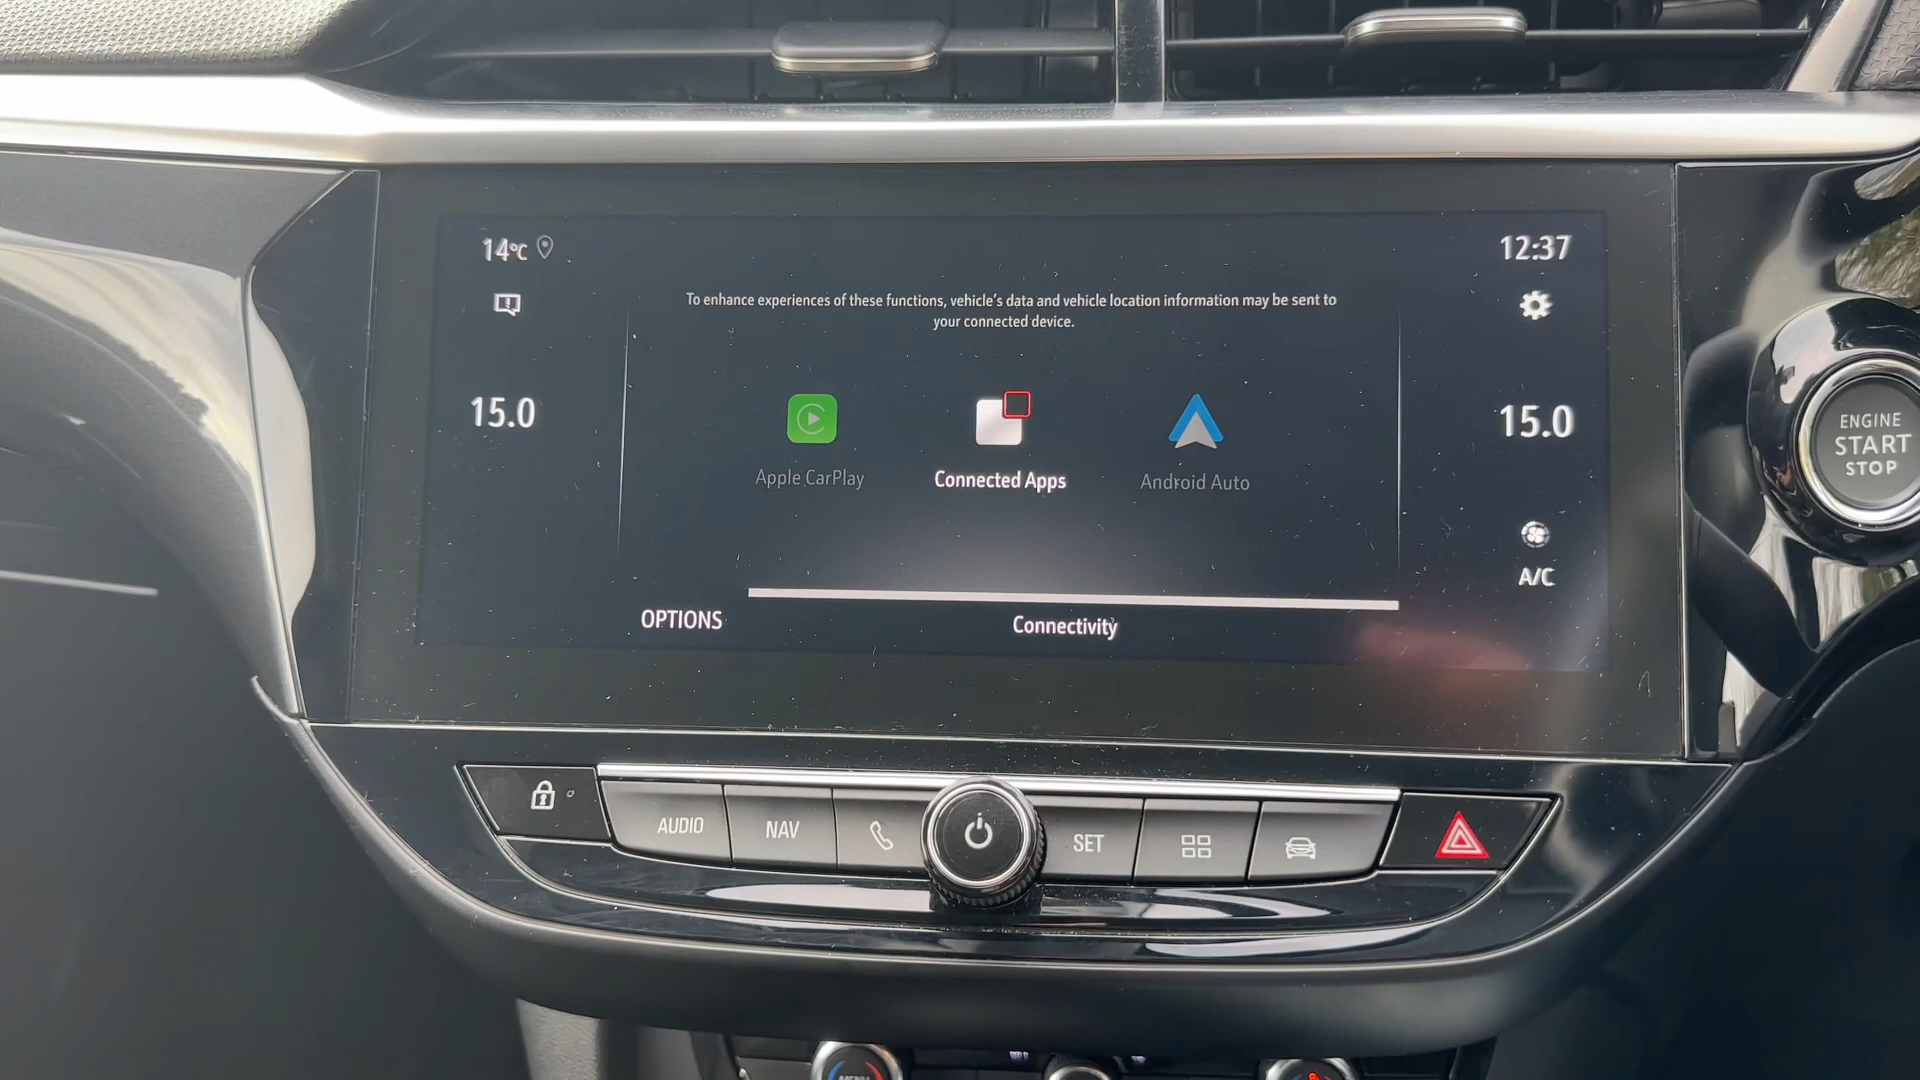 14°C
12:37
To enhance experiences of these functions, vehicle's data and vehicle location information may be sent to
your connected device.
15.0
15.0
Apple CarPlay
Connected Apps
Android Auto
A/C
OPTIONS
Connectivity
ENGINE
START
STOP
AUDIO
NAV
SET
MENU